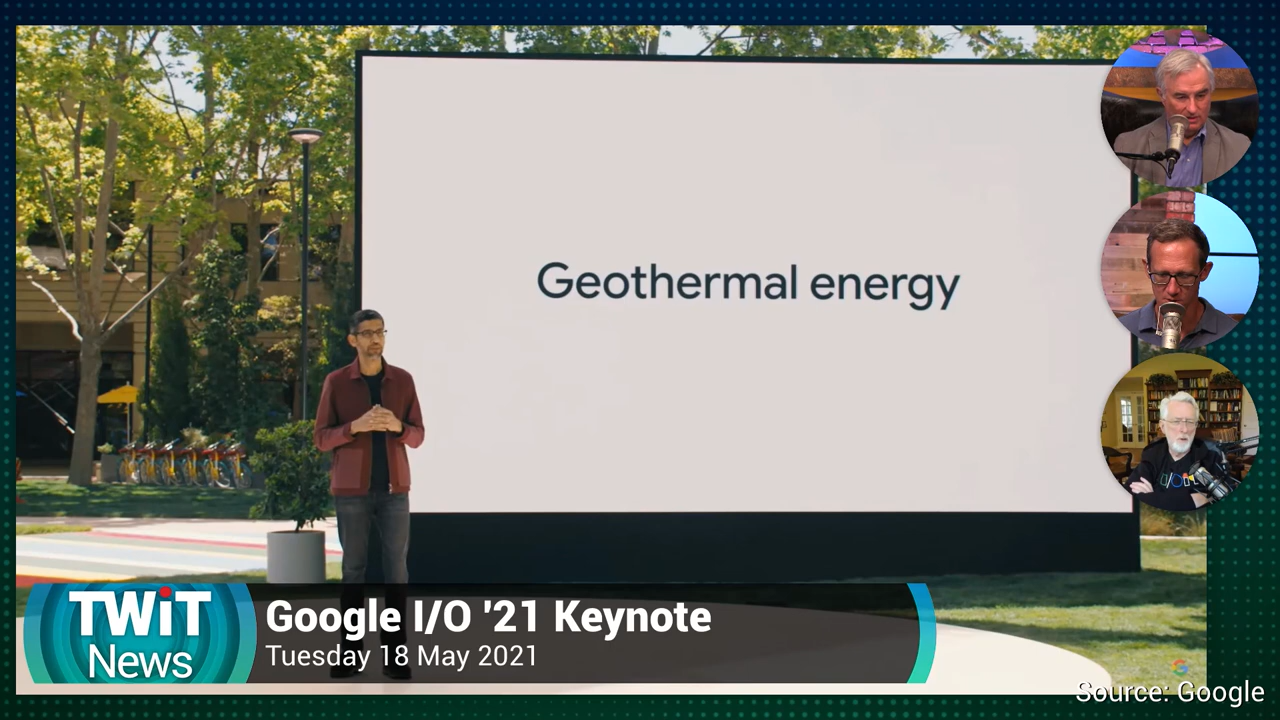 Geothermal energy
TWiT
News
Google I/O '21 Keynote
Tuesday 18 May 2021
Source: Google